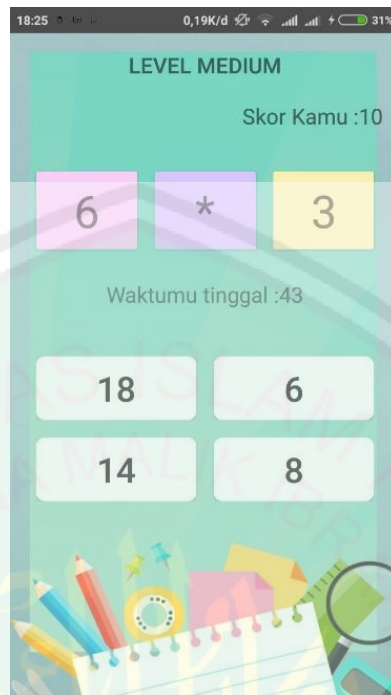 18:25 0,19K/d 31%
LEVEL MEDIUM
Skor Kamu :10
6 * 3
Waktumu tinggal :43
18 6
14 8